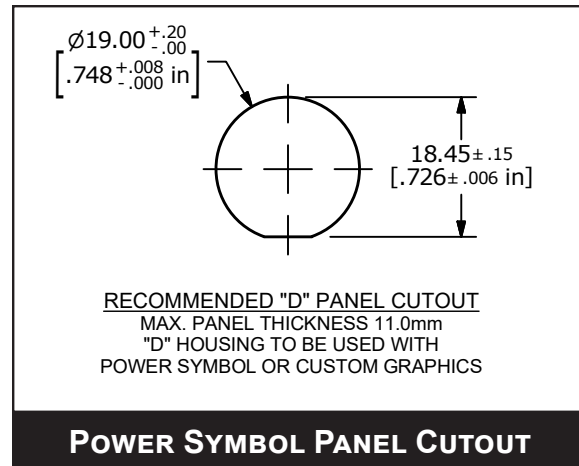 Ø19.00 +.20 -.00
[.748 +.008 -.000 in]
18.45±.15
[.726±.006 in]
RECOMMENDED "D" PANEL CUTOUT
MAX. PANEL THICKNESS 11.0mm
"D" HOUSING TO BE USED WITH
POWER SYMBOL OR CUSTOM GRAPHICS
POWER SYMBOL PANEL CUTOUT